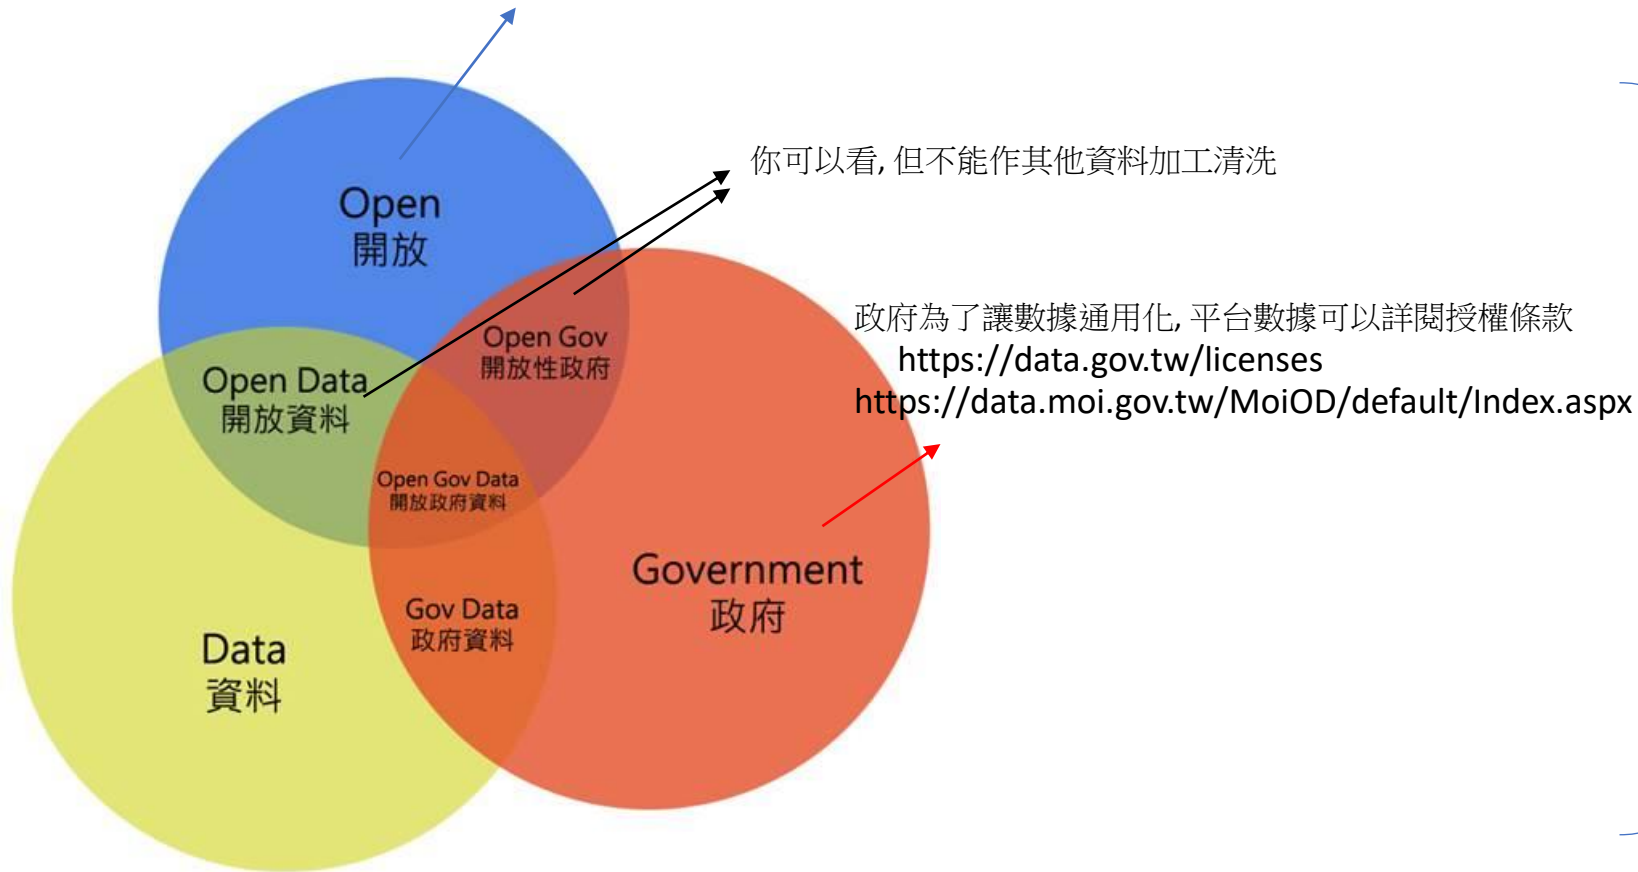 你可以看, 但不能作其他資料加工清洗
Open
開放
政府為了讓數據通用化, 平台數據可以詳閱授權條款
https://data.gov.tw/licenses
https://data.moi.gov.tw/MoiOD/default/Index.aspx
Open Gov
開放性政府
Open Data
開放資料
Open Gov Data
開放政府資料
Government
政府
Gov Data
政府資料
Data
資料